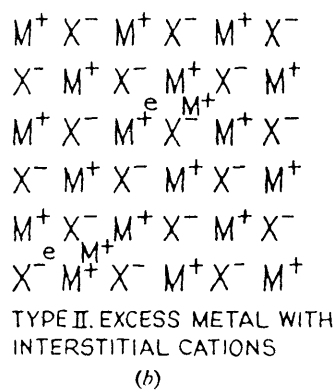 M⁺ X⁻ M⁺ X⁻ M⁺ X⁻
X⁻ M⁺ X⁻ M⁺ X⁻ M⁺
e M⁺
M⁺ X⁻ M⁺ X⁻ M⁺ X⁻
X⁻ M⁺ X⁻ M⁺ X⁻ M⁺
M⁺ X⁻ M⁺ X⁻ M⁺ X⁻
e M⁺
X⁻ M⁺ X⁻ M⁺ X⁻ M⁺
TYPE II. EXCESS METAL WITH
INTERSTITIAL CATIONS
(b)